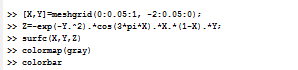 >> [X,Y]=meshgrid(0:0.05:1, -2:0.05:0);
>> Z=-exp(-Y.^2).*cos(3*pi*X).*X.*(1-X).*Y;
>> surfc(X,Y,Z)
>> colormap(gray)
>> colorbar